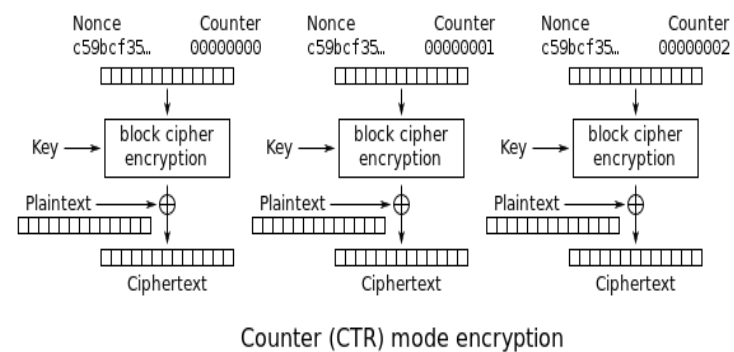 Nonce Counter Nonce Counter Nonce Counter
c59bcf35… 00000000 c59bcf35… 00000001 c59bcf35… 00000002
Key block cipher encryption Key block cipher encryption Key block cipher encryption
Plaintext Plaintext Plaintext
Ciphertext Ciphertext Ciphertext
Counter (CTR) mode encryption